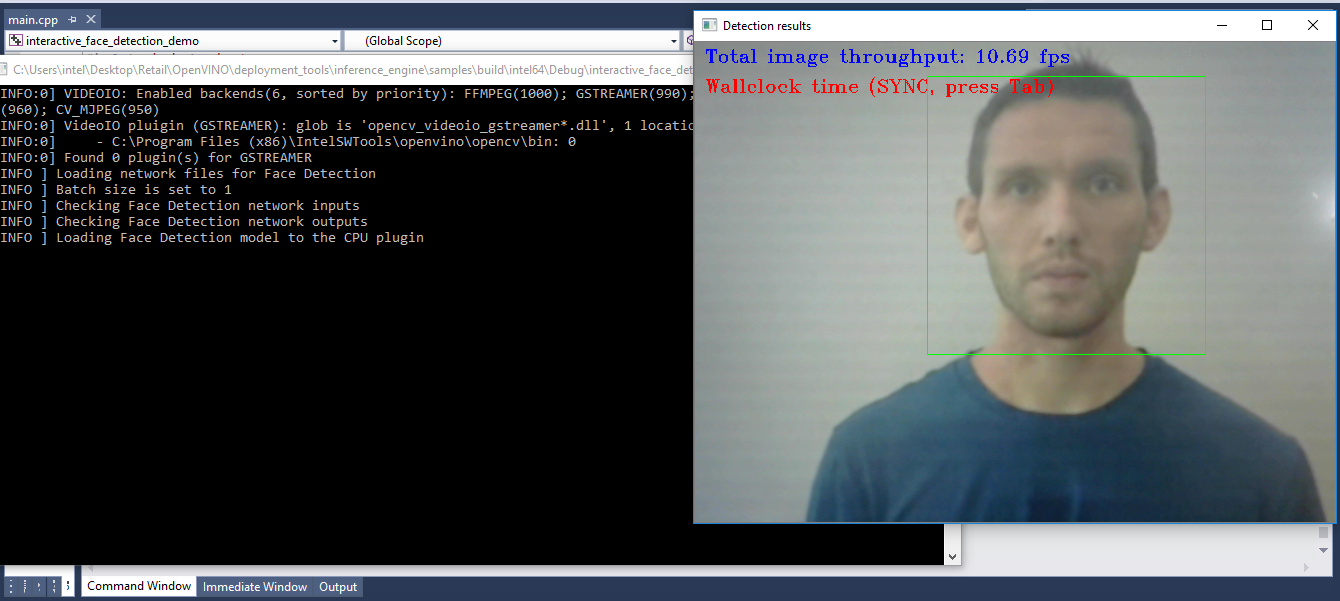 main.cpp
interactive_face_detection_demo
(Global Scope)
C:\Users\intel\Desktop\Retail\OpenVINO\deployment_tools\inference_engine\samples\build\intel64\Debug\interactive_face_det
INFO:0] VIDEOIO: Enabled backends(6, sorted by priority): FFMPEG(1000); GSTREAMER(990);
(960); CV_MJPEG(950)
INFO:0] VideoIO pluigin (GSTREAMER): glob is 'opencv_videoio_gstreamer*.dll', 1 locatio
INFO:0]     - C:\Program Files (x86)\IntelSWTools\openvino\opencv\bin: 0
INFO:0] Found 0 plugin(s) for GSTREAMER
INFO ] Loading network files for Face Detection
INFO ] Batch size is set to 1
INFO ] Checking Face Detection network inputs
INFO ] Checking Face Detection network outputs
INFO ] Loading Face Detection model to the CPU plugin
Detection results
Total image throughput: 10.69 fps
Wallclock time (SYNC, press Tab)
Command Window
Immediate Window
Output